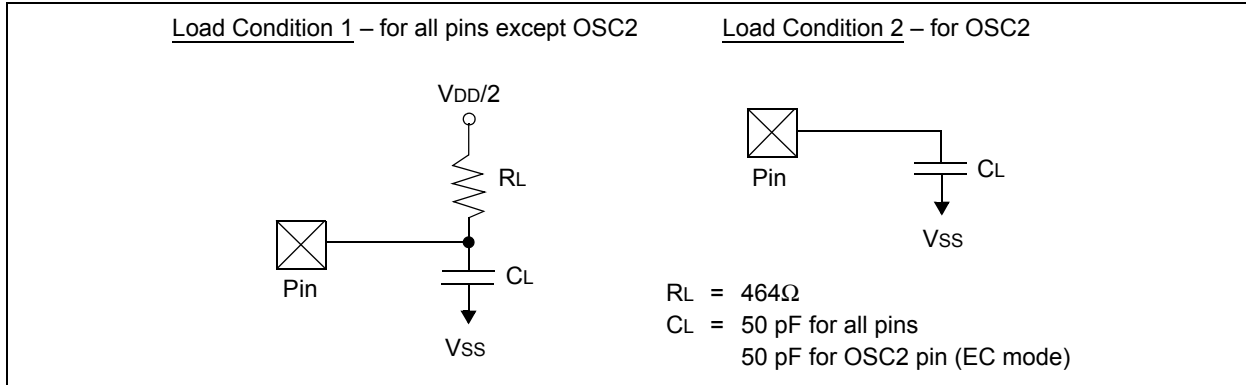 Load Condition 1 – for all pins except OSC2
Load Condition 2 – for OSC2
VDD/2
RL
Pin
CL
VSS
Pin
CL
VSS
RL = 464Ω
CL = 50 pF for all pins
50 pF for OSC2 pin (EC mode)